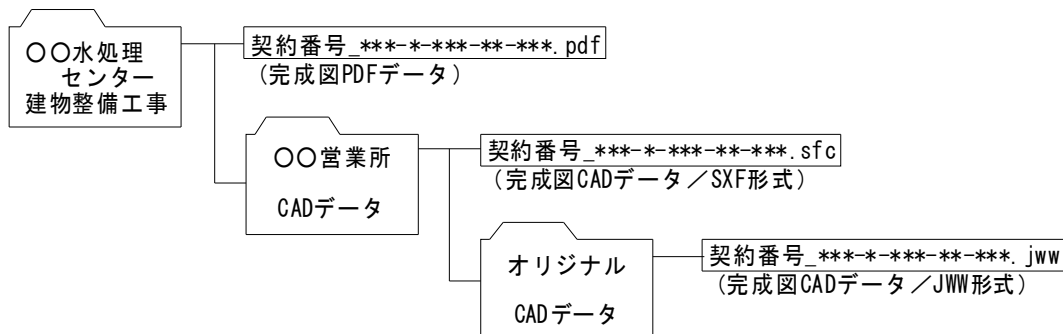 〇〇水処理
センター
建物整備工事
契約番号_***-*-***-**-***.pdf
(完成図PDFデータ)
〇〇営業所
CADデータ
契約番号_***-*-***-**-***.sfc
(完成図CADデータ/SXF形式)
オリジナル
CADデータ
契約番号_***-*-***-**-***.jww
(完成図CADデータ/JWW形式)